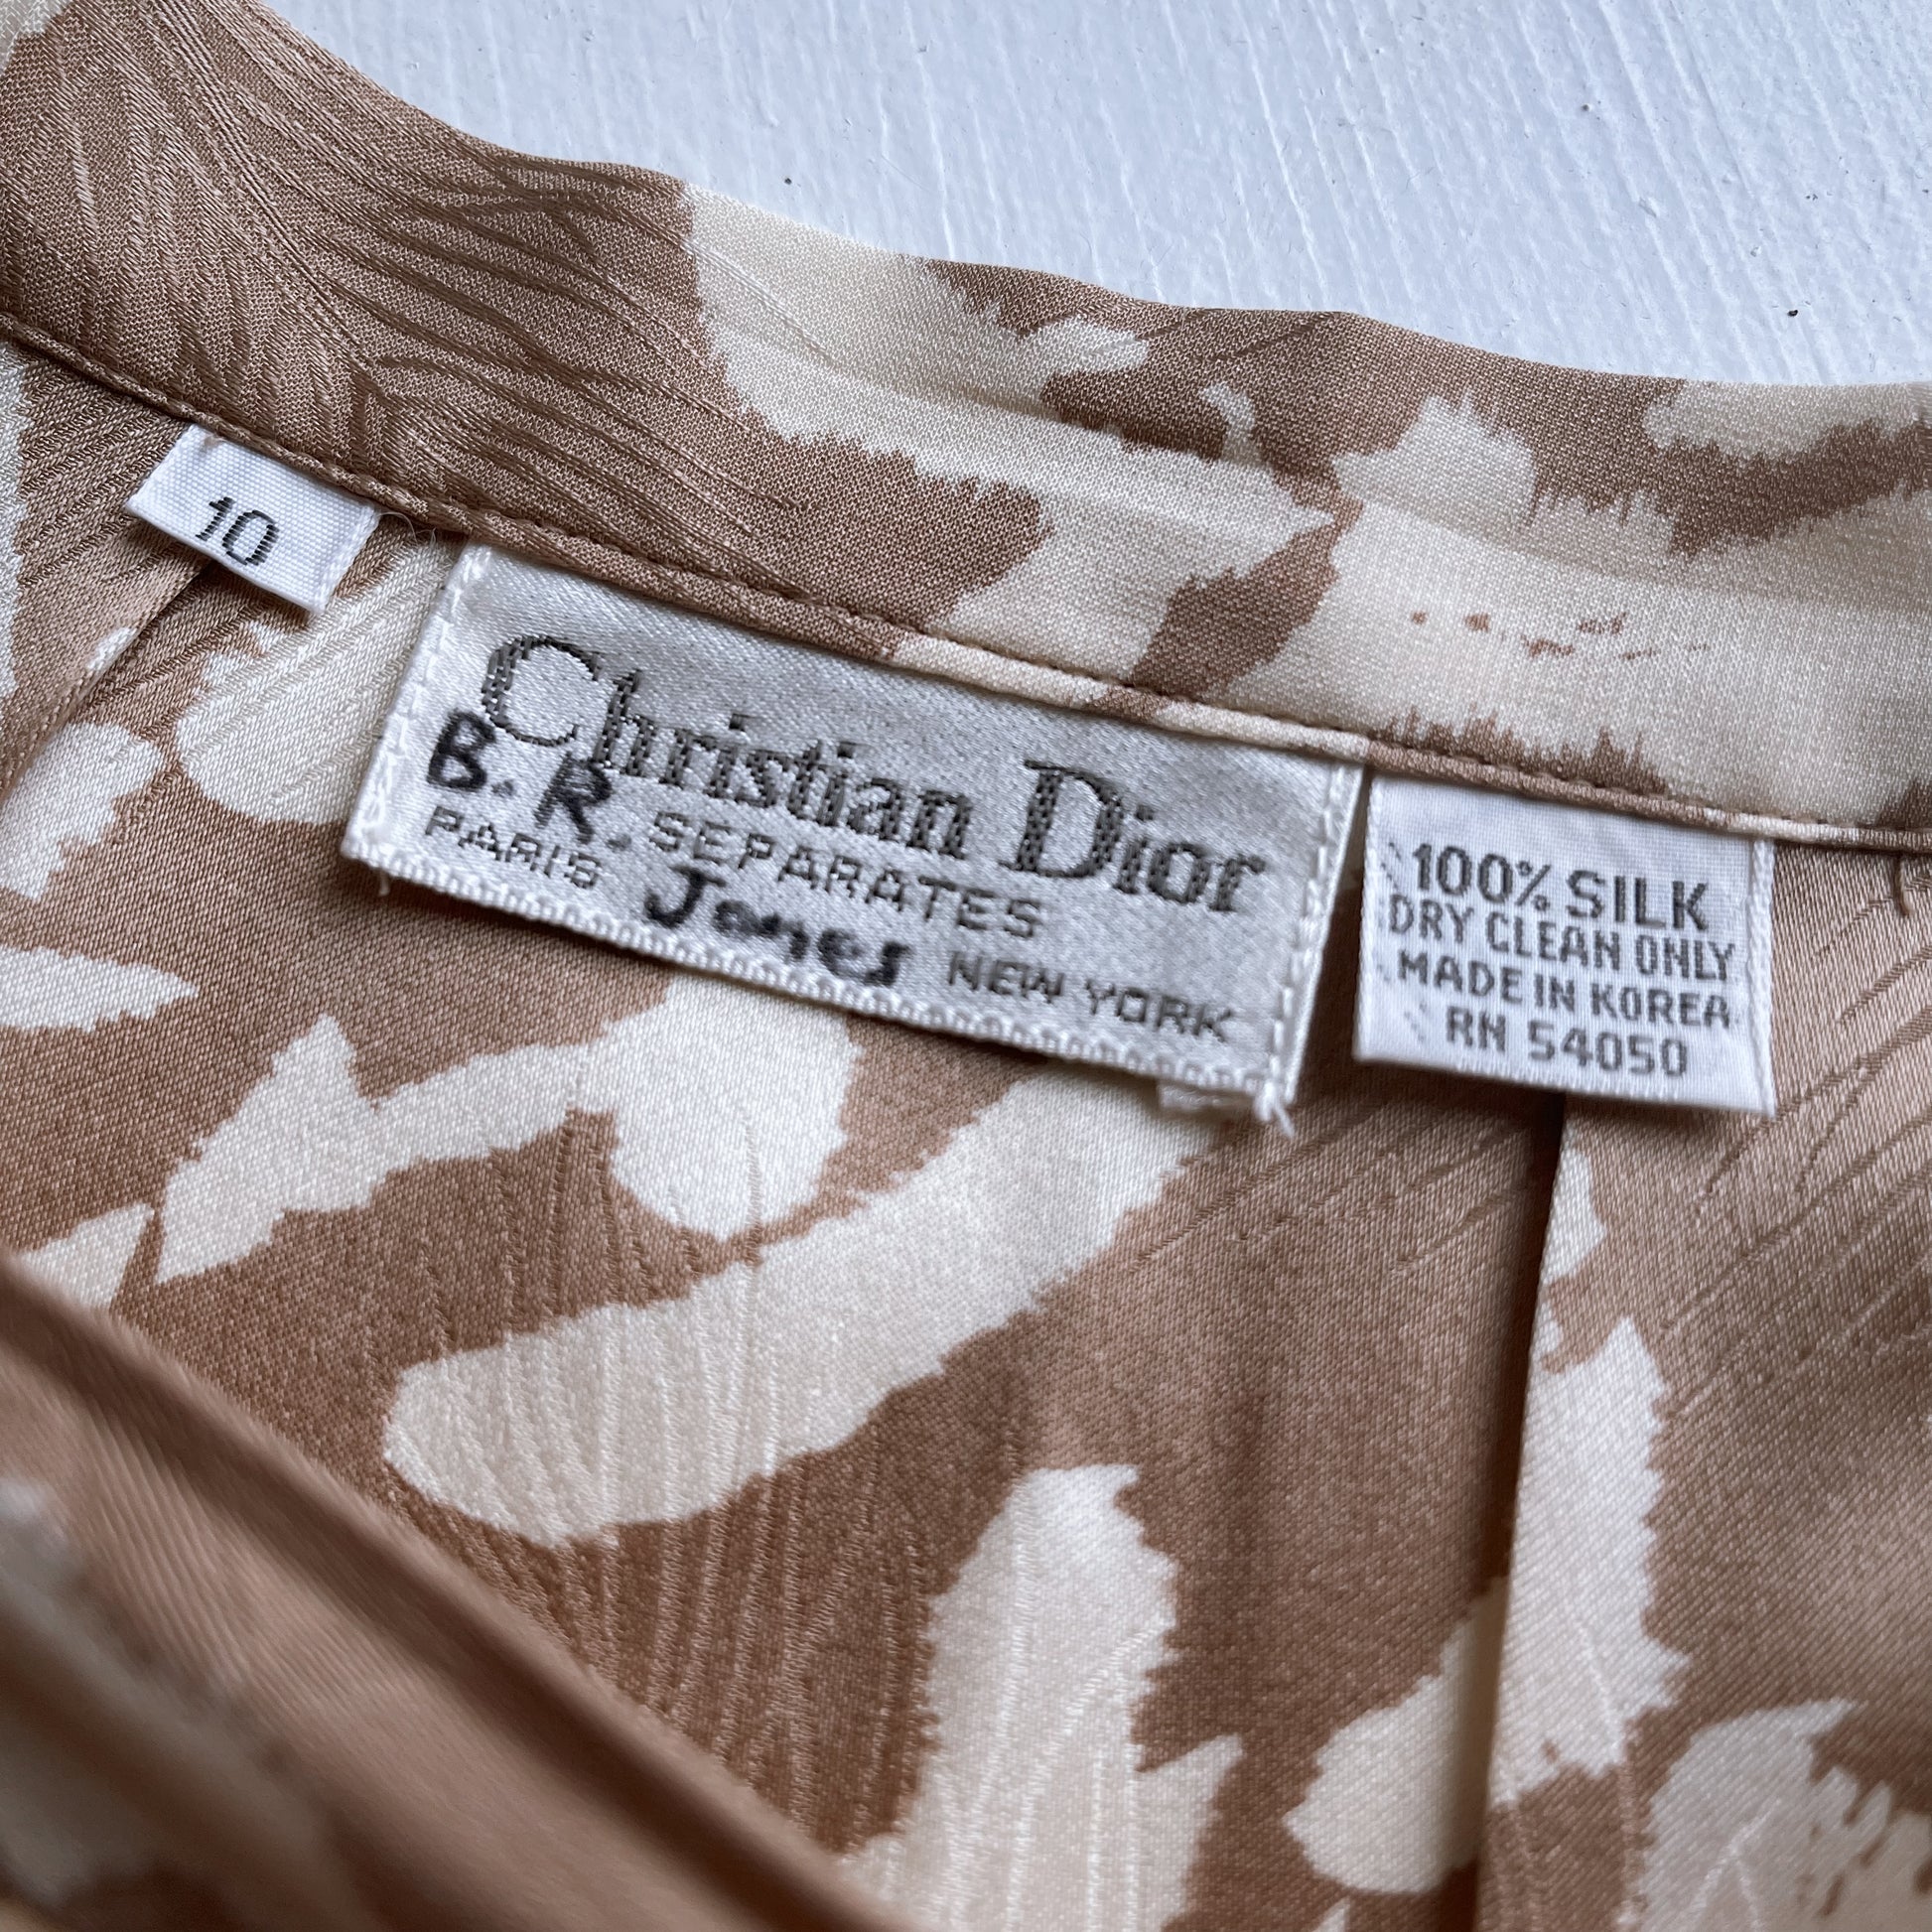 10
Christian Dior
B. R.
SEPARATES
PARIS
Jones
NEW YORK
100% SILK
DRY CLEAN ONLY
MADE IN KOREA
RN 54050